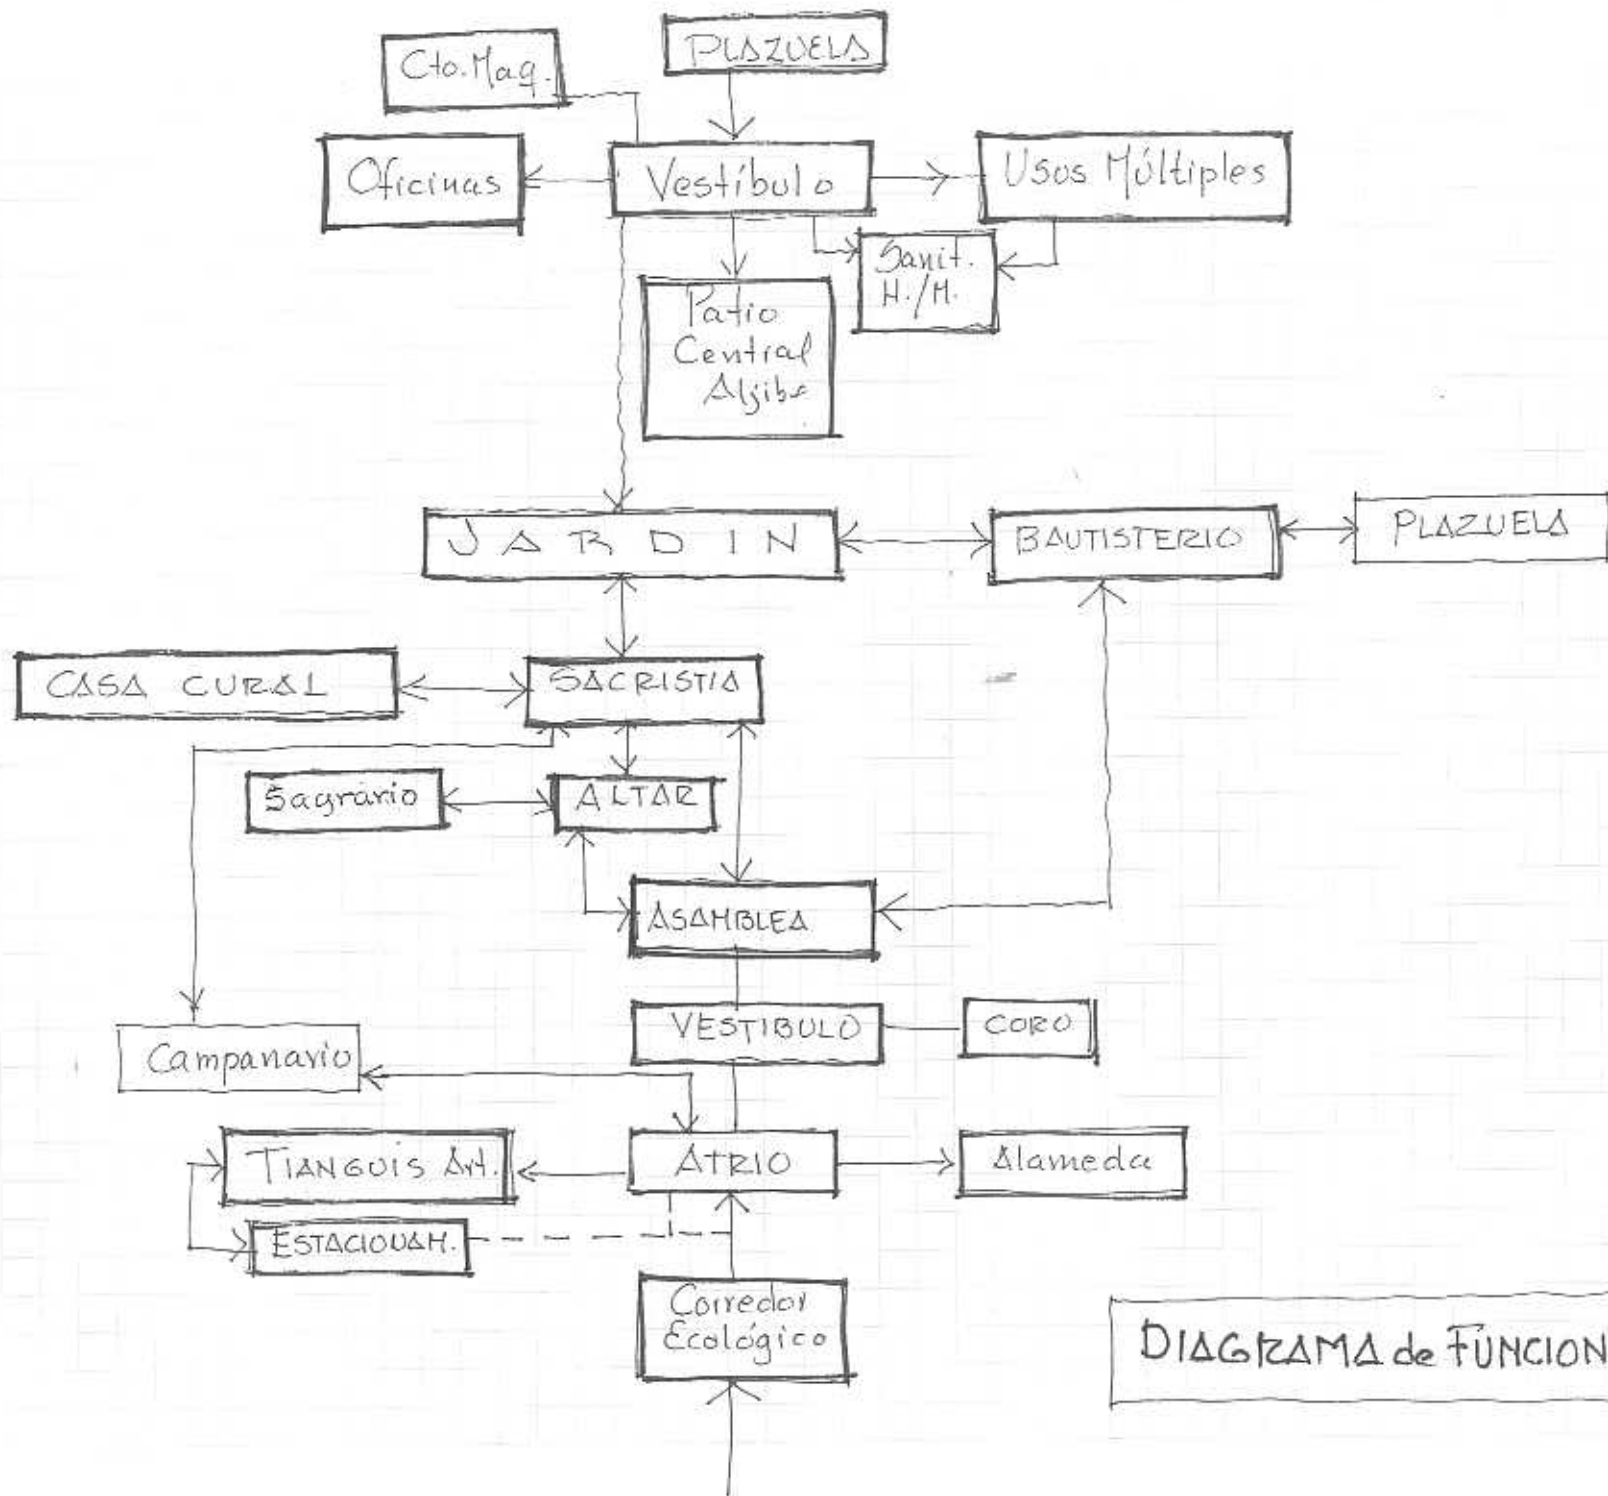 PLAZUELA
Cto. Maq.
Oficinas
Vestíbulo
Usos Múltiples
Sanit.
H./M.
Patio
Central
Aljibe
JARDIN
BAUTISTERIO
PLAZUELA
CASA CURAL
SACRISTIA
Sagrario
ALTAR
ASAMBLEA
VESTIBULO
CORO
Campanario
TIANGUIS Art.
ATRIO
Alameda
ESTACIONAM.
Corredor
Ecológico
DIAGRAMA de FUNCION